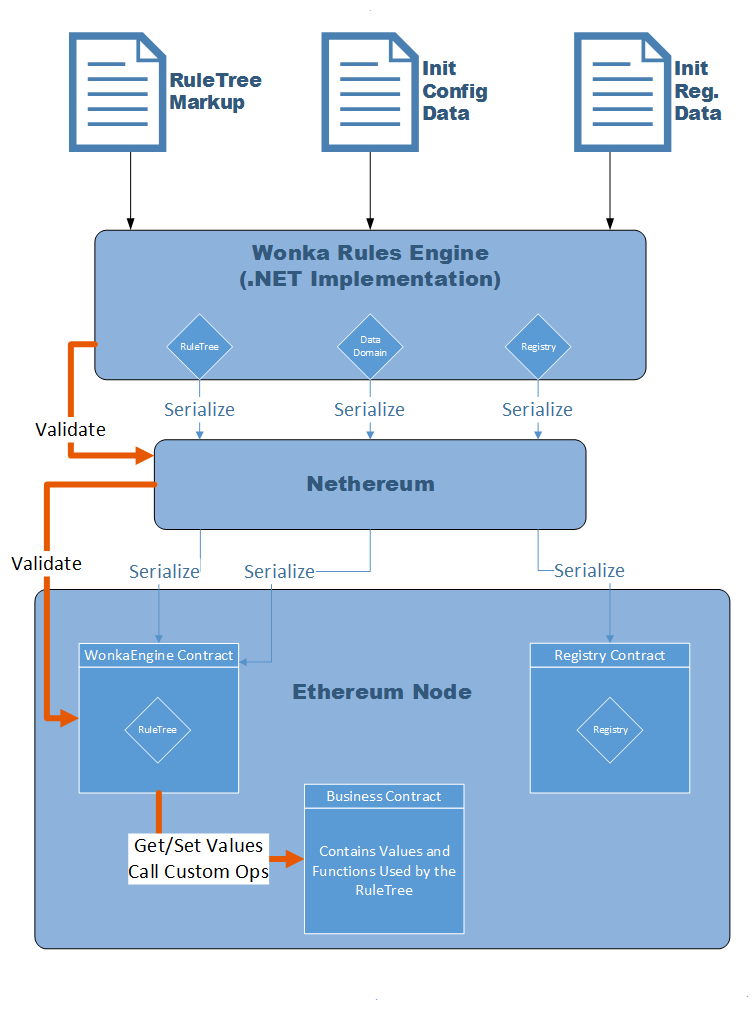 RuleTree
Markup
Init
Config
Data
Init
Reg.
Data
Wonka Rules Engine
(.NET Implementation)
RuleTree
Data
Domain
Registry
Serialize
Serialize
Serialize
Validate
Nethereum
Validate
Serialize
Serialize
Serialize
WonkaEngine Contract
Registry Contract
Ethereum Node
RuleTree
Registry
Business Contract
Get/Set Values
Call Custom Ops
Contains Values and
Functions Used by the
RuleTree